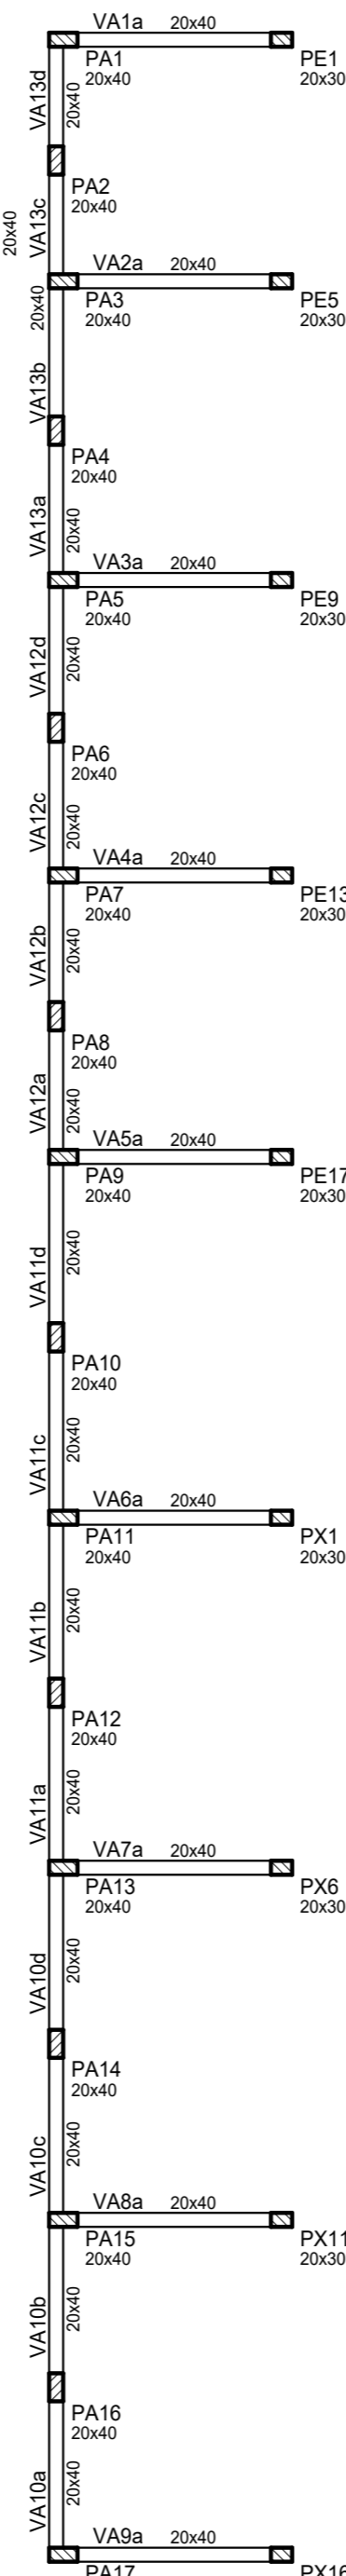 VA1a 20x40
PA1 PE1
20x40 20x30
VA13d 20x40
PA2
20x40
20x40
VA13c
VA2a 20x40
PA3 PE5
20x40 20x30
20x40
VA13b
PA4
20x40
VA13a 20x40
VA3a 20x40
PA5 PE9
20x40 20x30
VA12d 20x40
PA6
20x40
VA12c 20x40
VA4a 20x40
PA7 PE13
20x40 20x30
VA12b 20x40
PA8
20x40
VA12a 20x40
VA5a 20x40
PA9 PE17
20x40 20x30
VA11d 20x40
PA10
20x40
VA11c 20x40
VA6a 20x40
PA11 PX1
20x40 20x30
VA11b 20x40
PA12
20x40
VA11a 20x40
VA7a 20x40
PA13 PX6
20x40 20x30
VA10d 20x40
PA14
20x40
VA10c 20x40
VA8a 20x40
PA15 PX11
20x40 20x30
VA10b 20x40
PA16
20x40
VA10a 20x40
VA9a 20x40
PA17 PX16